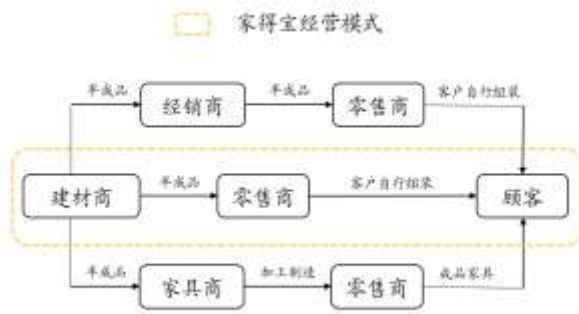 家得宝经营模式
半成品 经销商 半成品 零售商 客户自行组装
建材商 半成品 零售商 客户自行组装 顾客
半成品 家具商 加工制造 零售商 成品家具